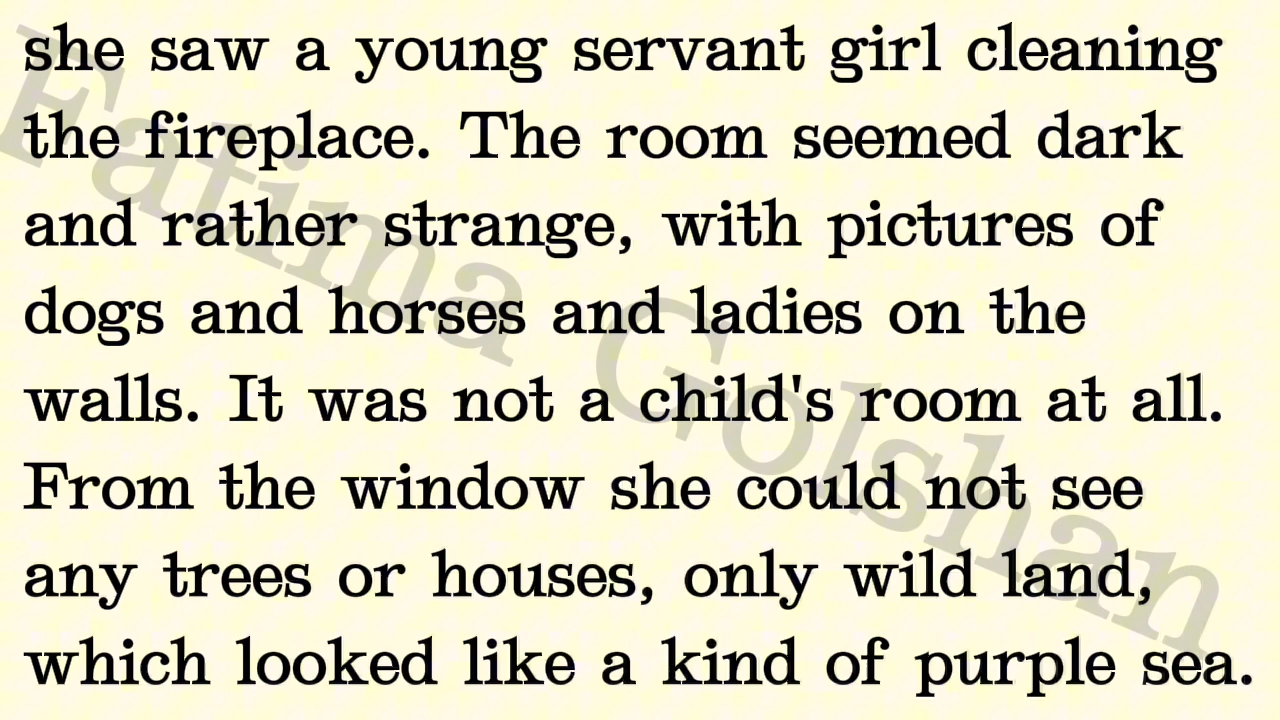 she saw a young servant girl cleaning
the fireplace. The room seemed dark
and rather strange, with pictures of
dogs and horses and ladies on the
walls. It was not a child's room at all.
From the window she could not see
any trees or houses, only wild land,
which looked like a kind of purple sea.
Fatima Golshan